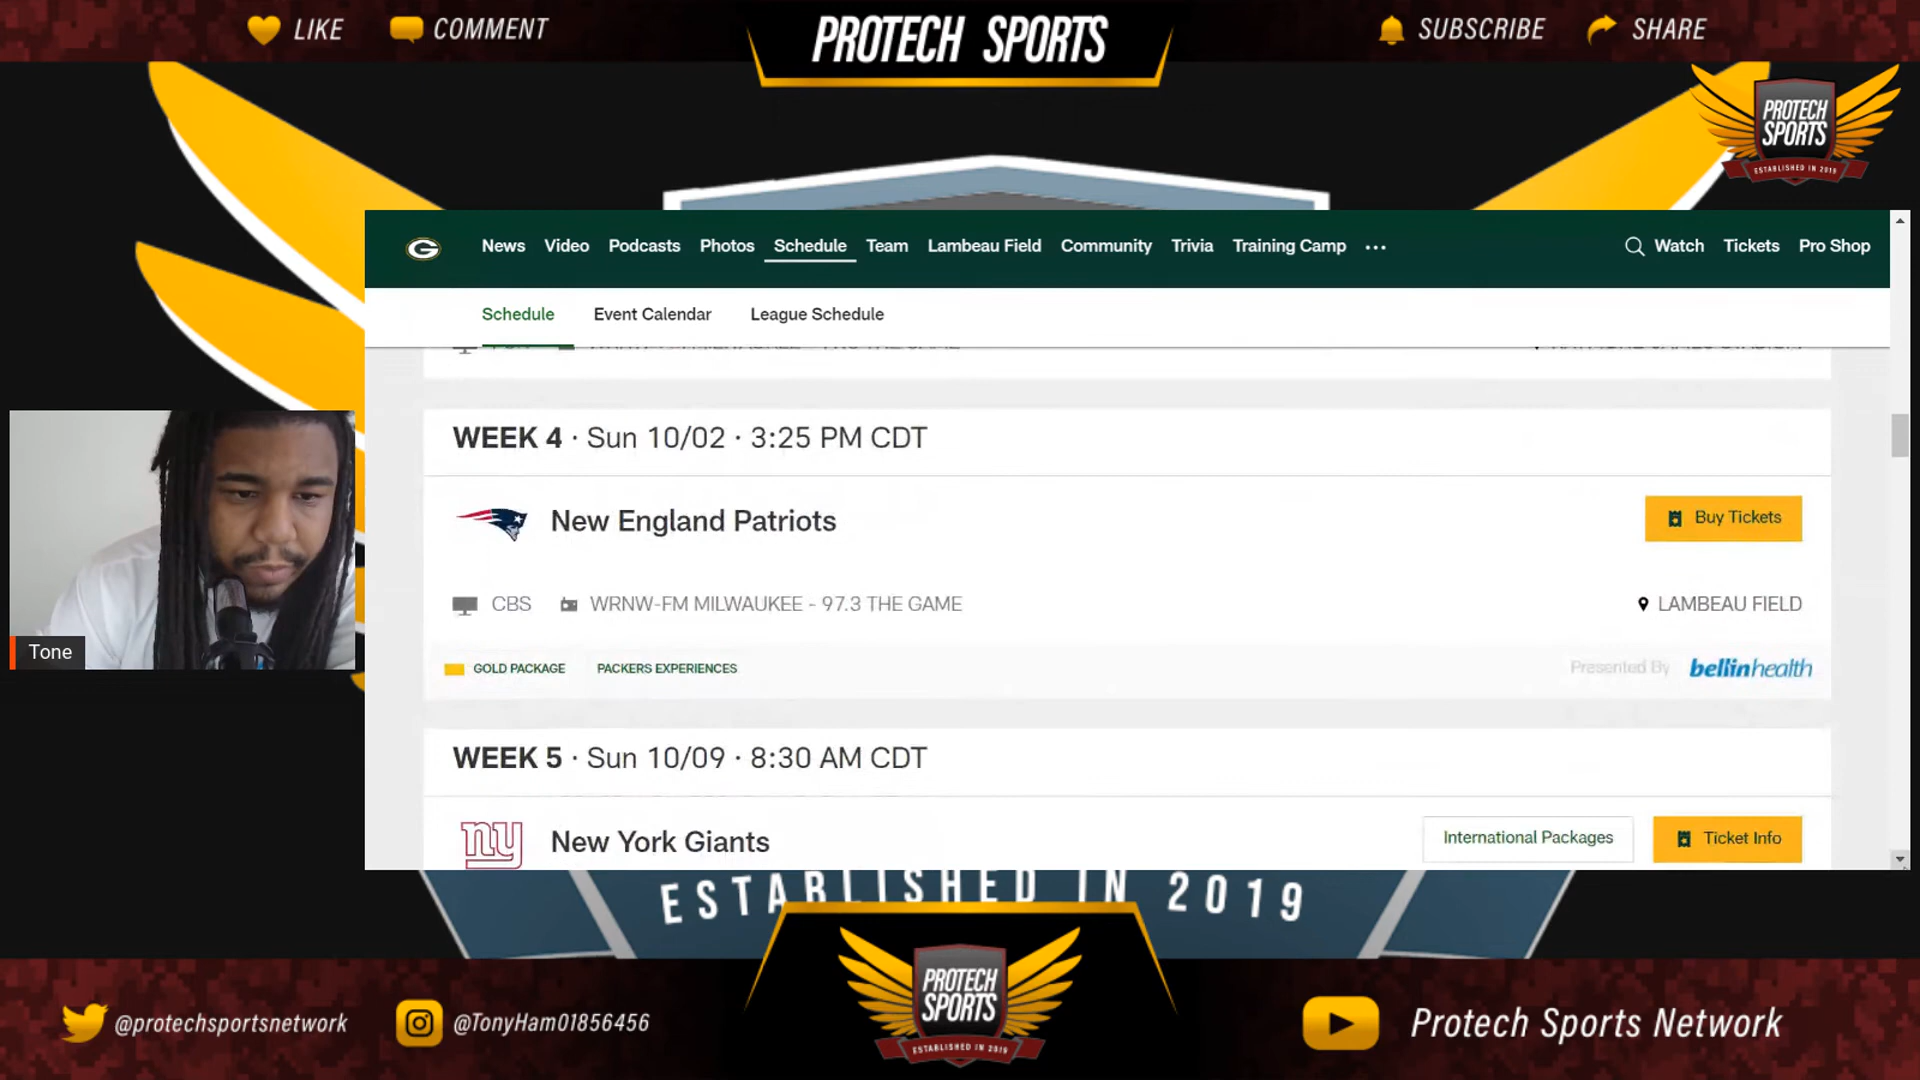 LIKE COMMENT PROTECH SPORTS SUBSCRIBE SHARE
PROTECH
SPORTS
ESTABLISHED IN 2019
G News Video Podcasts Photos Schedule Team Lambeau Field Community Trivia Training Camp ••• Watch Tickets Pro Shop
Schedule Event Calendar League Schedule
WEEK 4 · Sun 10/02 · 3:25 PM CDT
New England Patriots Buy Tickets
CBS WRNW-FM MILWAUKEE - 97.3 THE GAME LAMBEAU FIELD
Tone
GOLD PACKAGE PACKERS EXPERIENCES Presented By bellinhealth
WEEK 5 · Sun 10/09 · 8:30 AM CDT
ny New York Giants International Packages Ticket Info
ESTABLISHED IN 2019
PROTECH
SPORTS
ESTABLISHED IN 2019
@protechsportsnetwork @TonyHam01856456 Protech Sports Network